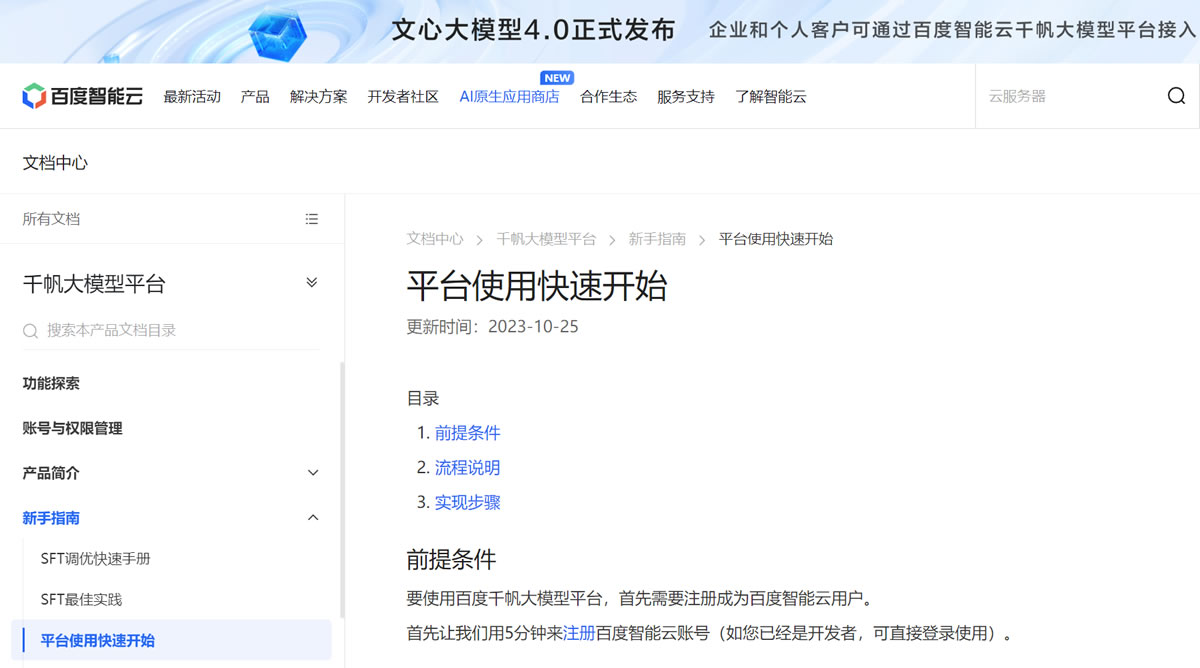 文心大模型4.0正式发布 企业和个人客户可通过百度智能云千帆大模型平台接入
NEW
百度智能云 最新活动 产品 解决方案 开发者社区 AI原生应用商店 合作生态 服务支持 了解智能云 云服务器
文档中心
所有文档
千帆大模型平台
搜索本产品文档目录
功能探索
账号与权限管理
产品简介
新手指南
SFT调优快速手册
SFT最佳实践
平台使用快速开始
文档中心 > 千帆大模型平台 > 新手指南 > 平台使用快速开始
平台使用快速开始
更新时间：2023-10-25
目录
1. 前提条件
2. 流程说明
3. 实现步骤
前提条件
要使用百度千帆大模型平台，首先需要注册成为百度智能云用户。
首先让我们用5分钟来注册百度智能云账号（如您已经是开发者，可直接登录使用）。